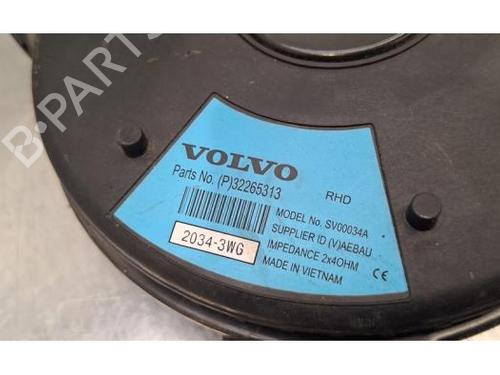 B-PARTS
VOLVO
Parts No. (P)32265313
RHD
MODEL No. SV00034A
SUPPLIER ID (V)AEBAU
2034-3WG
IMPEDANCE 2x4OHM
MADE IN VIETNAM
CE